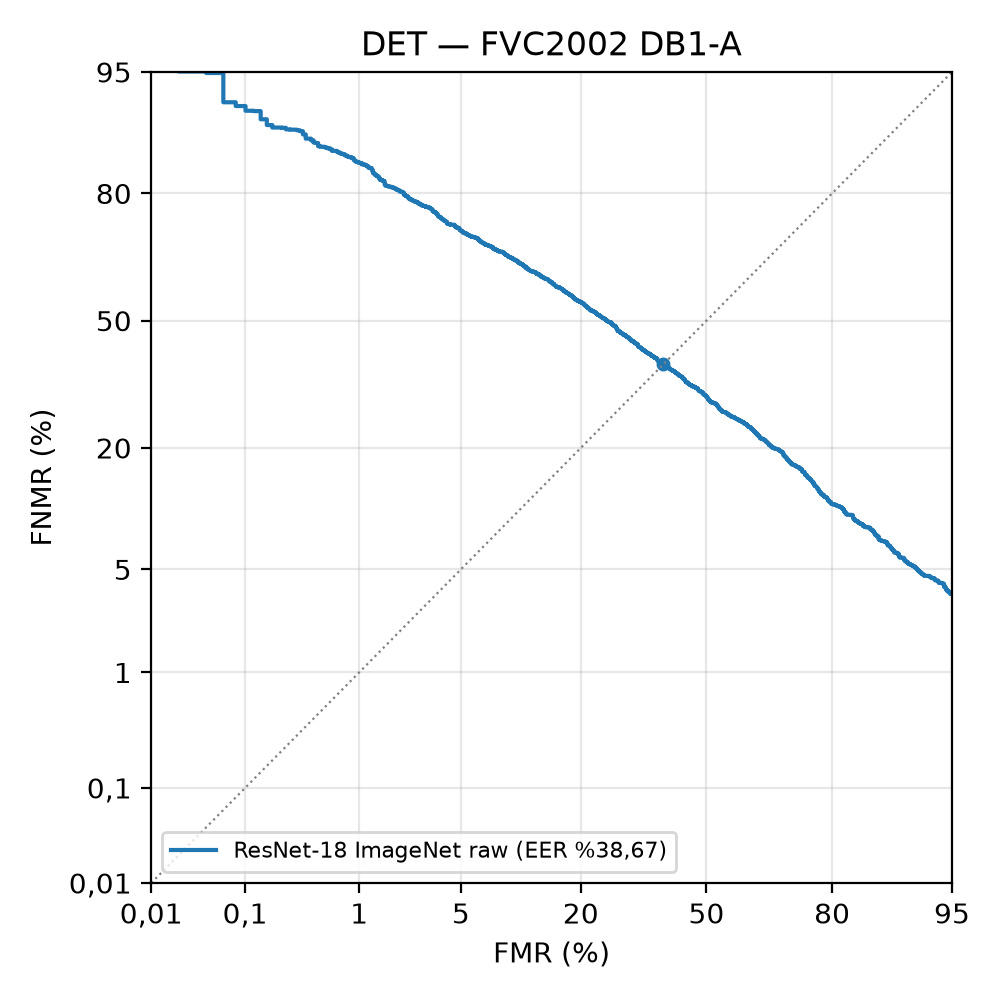 DET — FVC2002 DB1-A
95
80
50
20
5
1
0,1
0,01
FNMR (%)
ResNet-18 ImageNet raw (EER %38,67)
0,01 0,1 1 5 20 50 80 95
FMR (%)